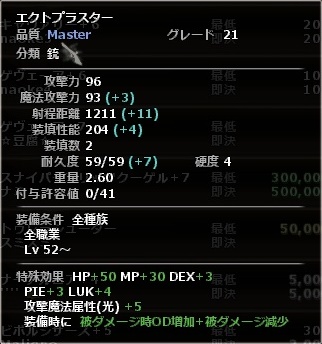 エクトプラスター
品質 Master グレード 21
分類 銃
攻撃力 96
魔法攻撃力 93 (+3)
射程距離 1211 (+11)
装填性能 204 (+4)
装填数 2
耐久度 59/59 (+7) 硬度 4
重量 2.60
付与許容値 0/41
装備条件 全種族
全職業
Lv 52～
特殊効果 HP+50 MP+30 DEX+3
PIE+3 LUK+4
攻撃魔法属性(光) +5
装備時に 被ダメージ時OD増加+被ダメージ減少